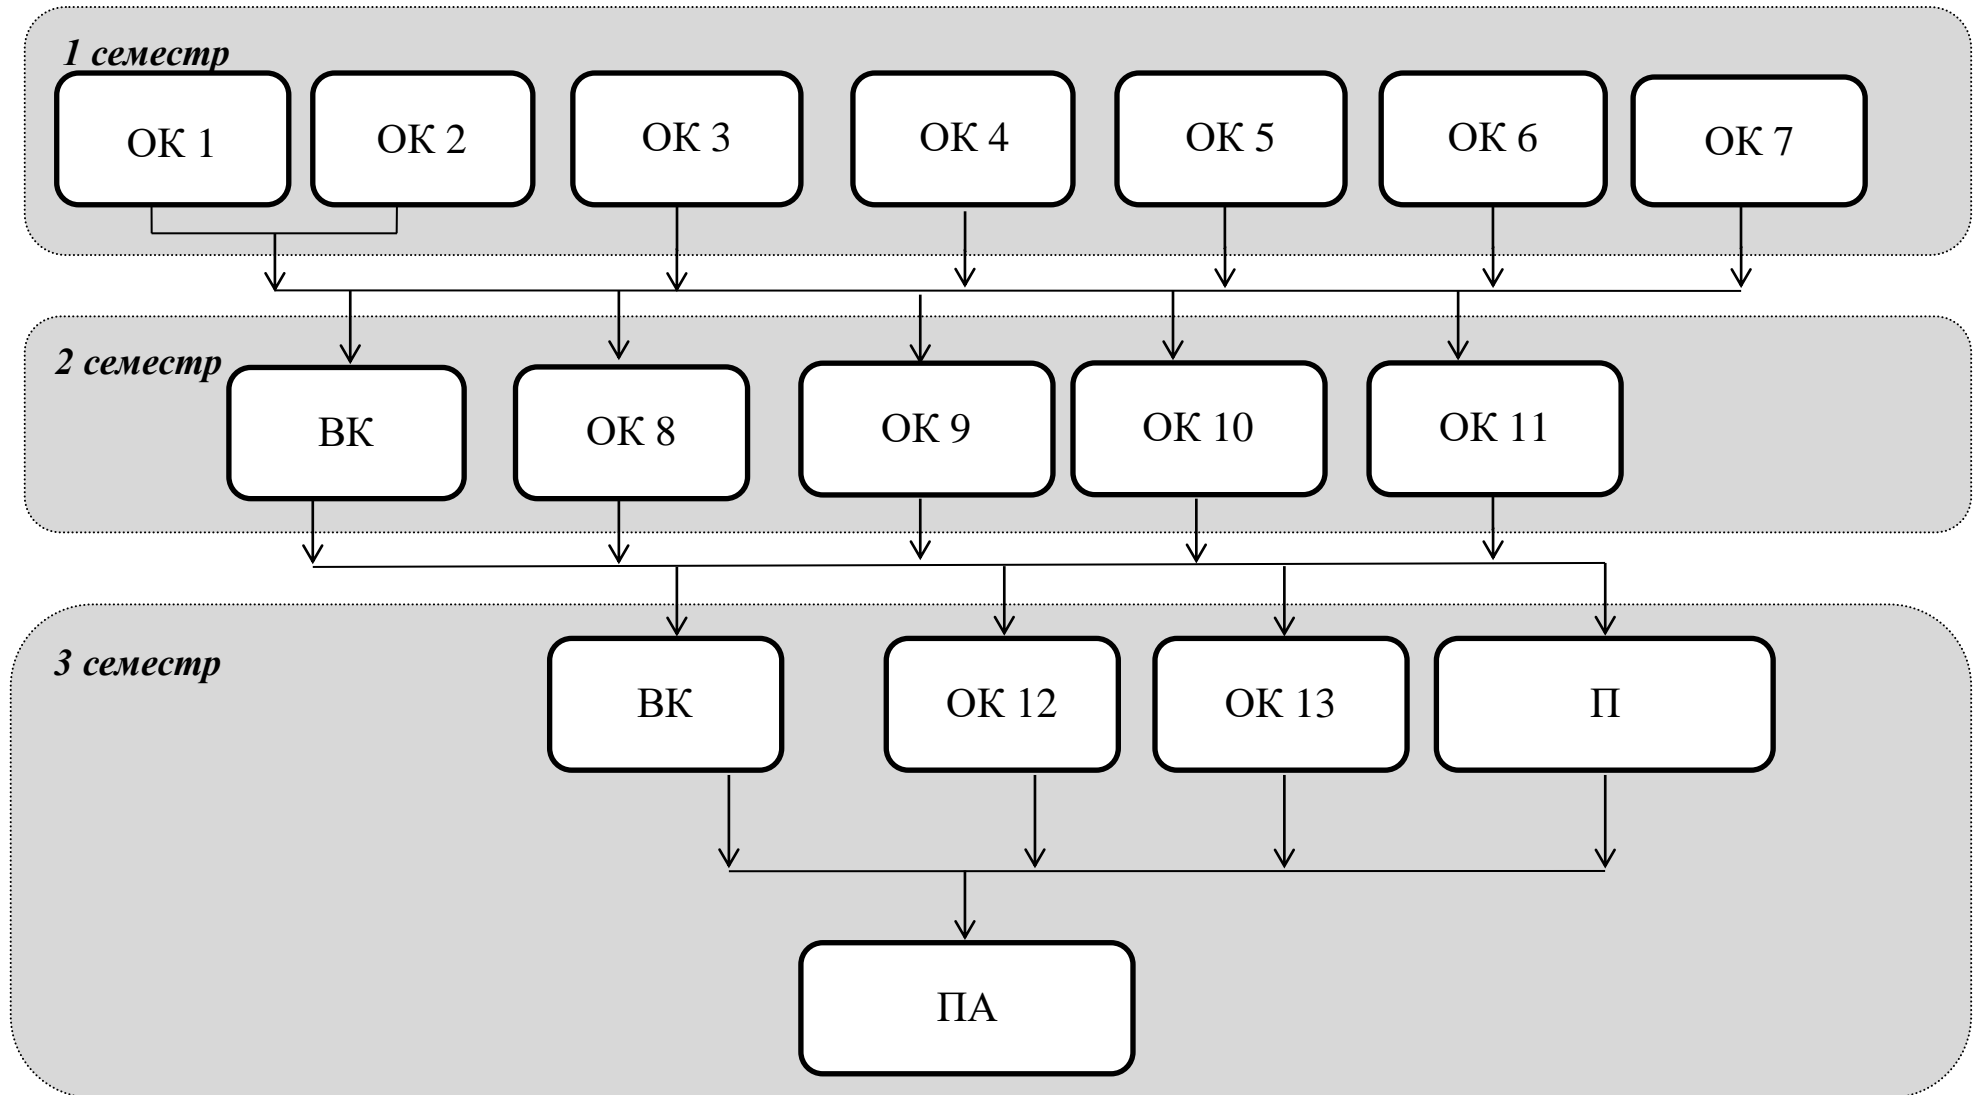 1 семестр
ОК 1
ОК 2
ОК 3
ОК 4
ОК 5
ОК 6
ОК 7
2 семестр
ВК
ОК 8
ОК 9
ОК 10
ОК 11
3 семестр
ВК
ОК 12
ОК 13
П
ПА